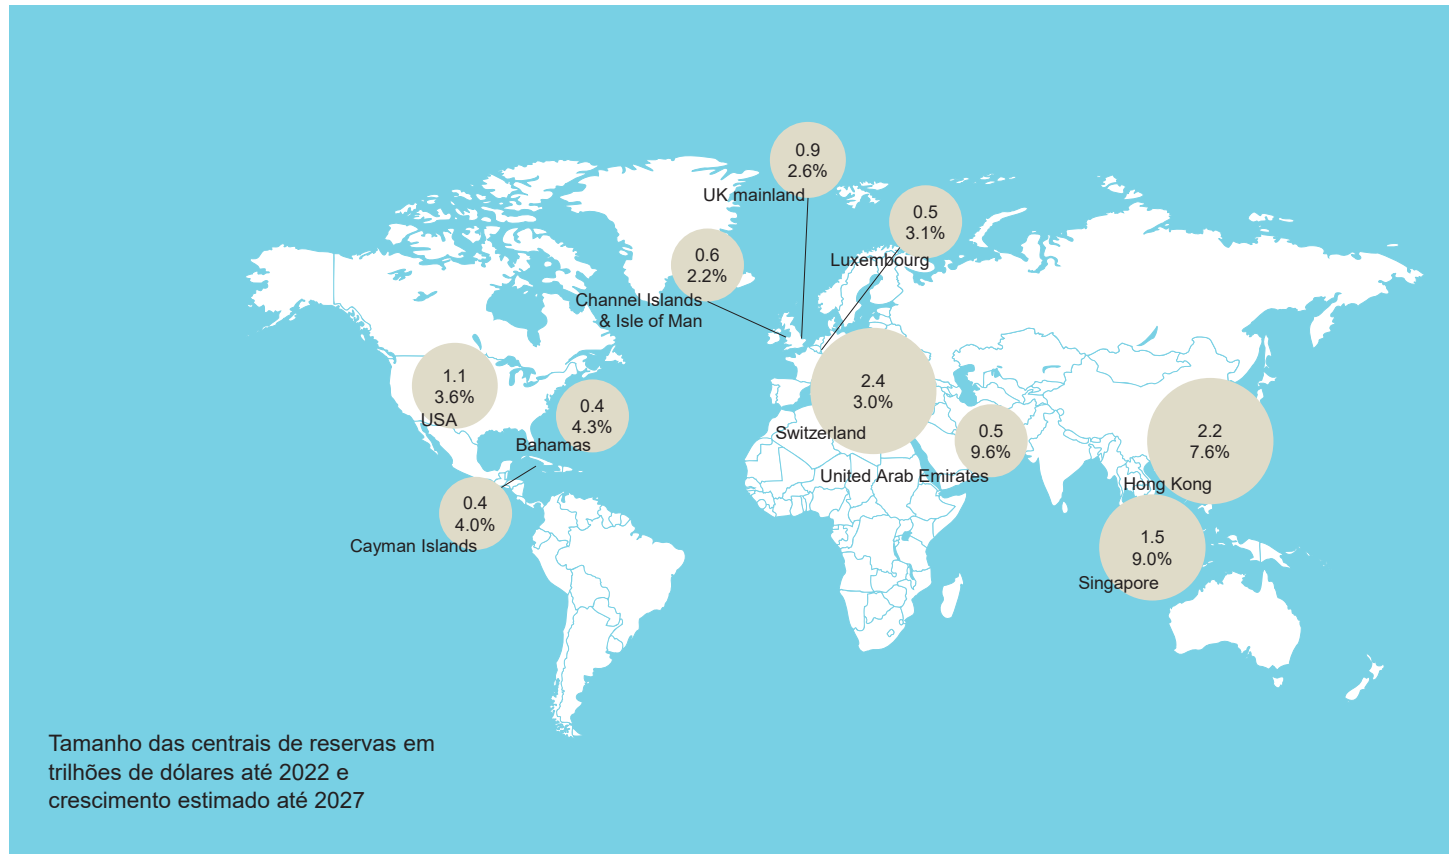 0.9
2.6%
UK mainland
0.5
3.1%
Luxembourg
0.6
2.2%
Channel Islands
& Isle of Man
1.1
3.6%
USA
0.4
4.3%
Bahamas
2.4
3.0%
Switzerland
0.5
9.6%
United Arab Emirates
2.2
7.6%
Hong Kong
0.4
4.0%
Cayman Islands
1.5
9.0%
Singapore
Tamanho das centrais de reservas em
trilhões de dólares até 2022 e
crescimento estimado até 2027